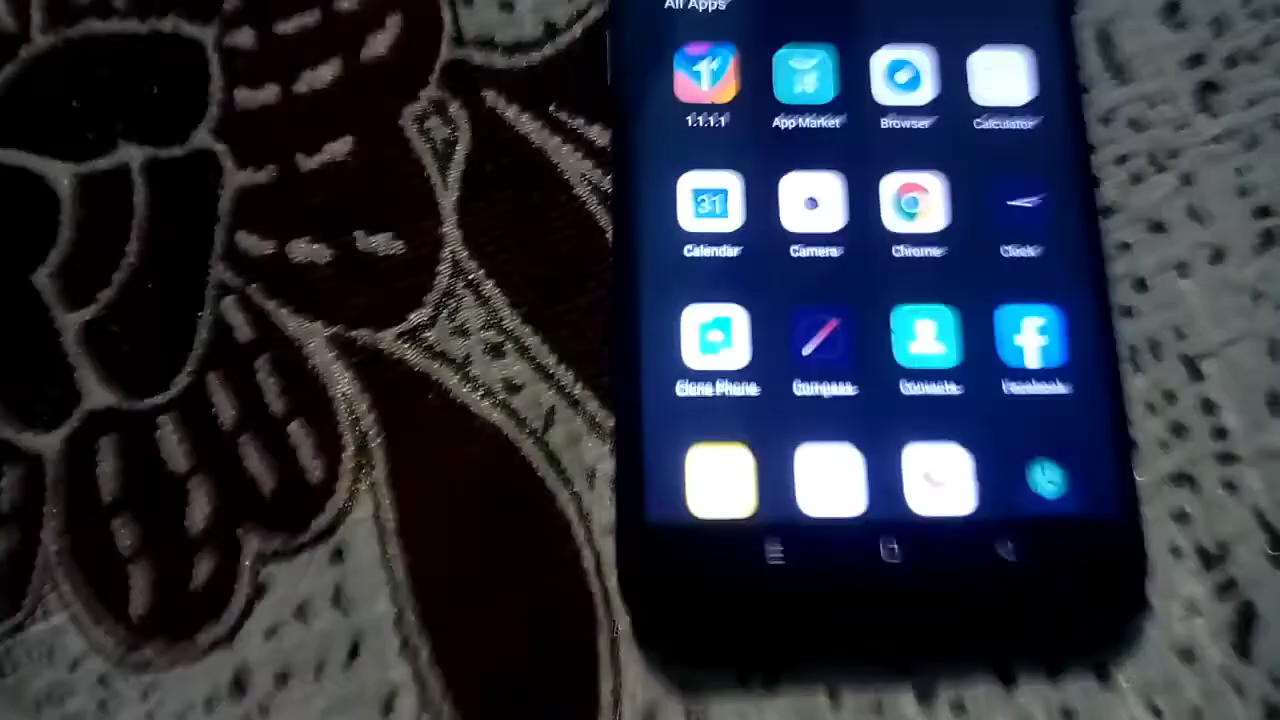 All Apps
1.1.1.1 App Market Browser Calculator
31
Calendar Camera Chrome Clock
Clone Phone Compass Contacts Facebook